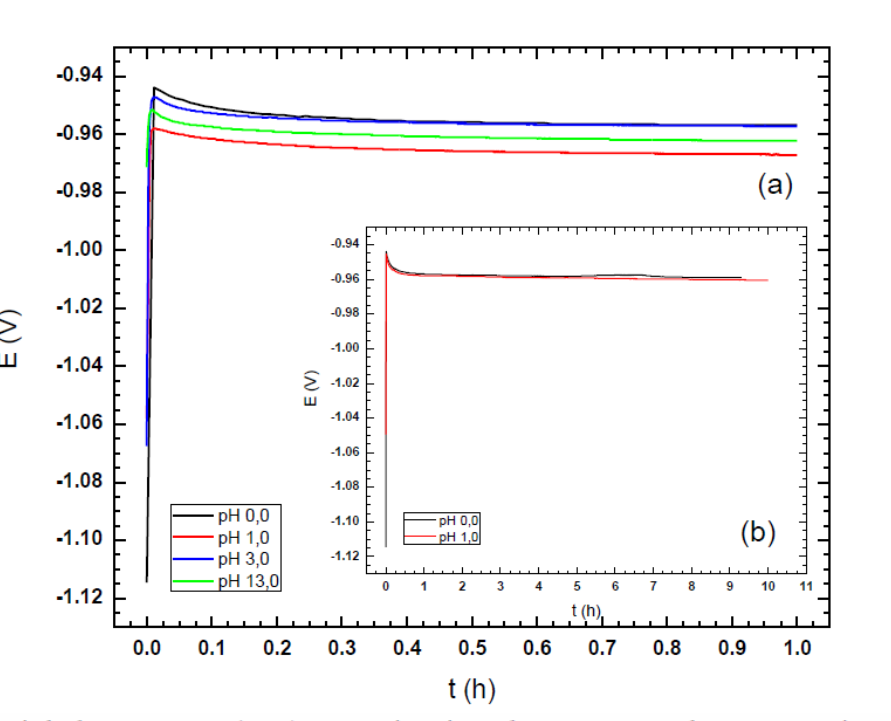 -0.94
-0.96
-0.98
-1.00
-1.02
-1.04
-1.06
-1.08
-1.10
-1.12
E (V)
0.0 0.1 0.2 0.3 0.4 0.5 0.6 0.7 0.8 0.9 1.0
t (h)
(a)
pH 0,0
pH 1,0
pH 3,0
pH 13,0
-0.94
-0.96
-0.98
-1.00
-1.02
-1.04
-1.06
-1.08
-1.10
-1.12
E (V)
0 1 2 3 4 5 6 7 8 9 10 11
t (h)
(b)
pH 0,0
pH 1,0